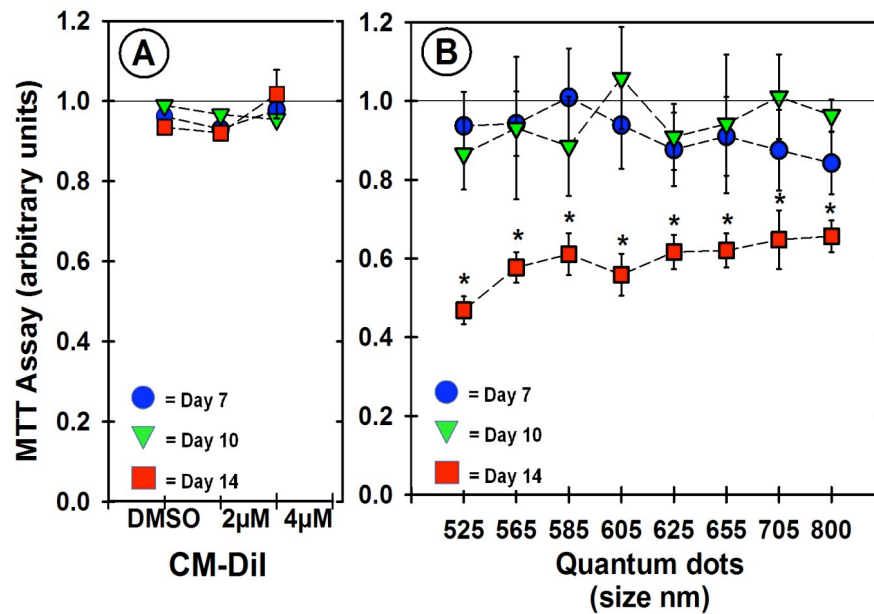 A
B
MTT Assay (arbitrary units)
1.2
1.0
0.8
0.6
0.4
0.2
0.0
= Day 7
= Day 10
= Day 14
DMSO 2µM 4µM
CM-DiI
1.2
1.0
0.8
0.6
0.4
0.2
0.0
* * * * * * * *
= Day 7
= Day 10
= Day 14
525 565 585 605 625 655 705 800
Quantum dots
(size nm)